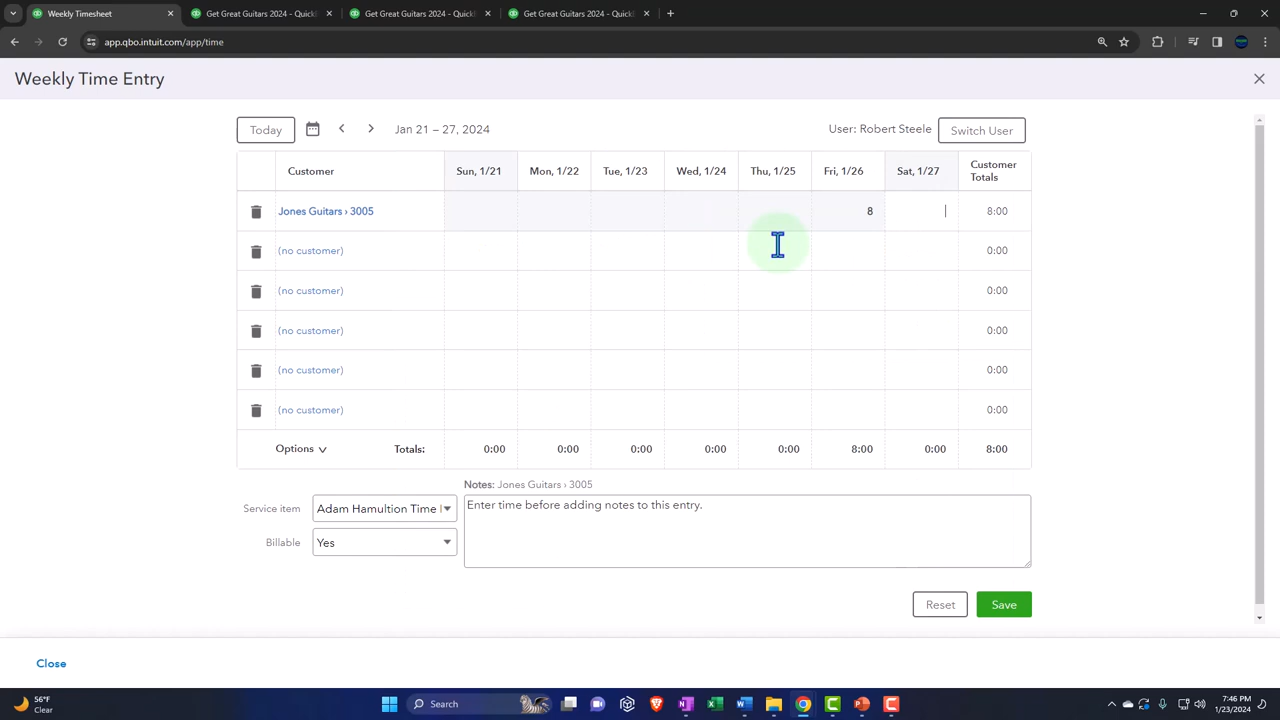 Weekly Timesheet
Get Great Guitars 2024 – Quick
Get Great Guitars 2024 – Quick
Get Great Guitars 2024 – Quick
app.qbo.intuit.com/app/time
Weekly Time Entry
Today
Jan 21 – 27, 2024
User: Robert Steele
Switch User
Customer Sun, 1/21 Mon, 1/22 Tue, 1/23 Wed, 1/24 Thu, 1/25 Fri, 1/26 Sat, 1/27 Customer Totals
Jones Guitars › 3005 8 8:00
(no customer) 0:00
(no customer) 0:00
(no customer) 0:00
(no customer) 0:00
(no customer) 0:00
Options Totals: 0:00 0:00 0:00 0:00 0:00 8:00 0:00 8:00
Notes: Jones Guitars › 3005
Service item Adam Hamultion Time Enter time before adding notes to this entry.
Billable Yes
Reset Save
Close
56°F
Clear
Search
7:46 PM
1/23/2024